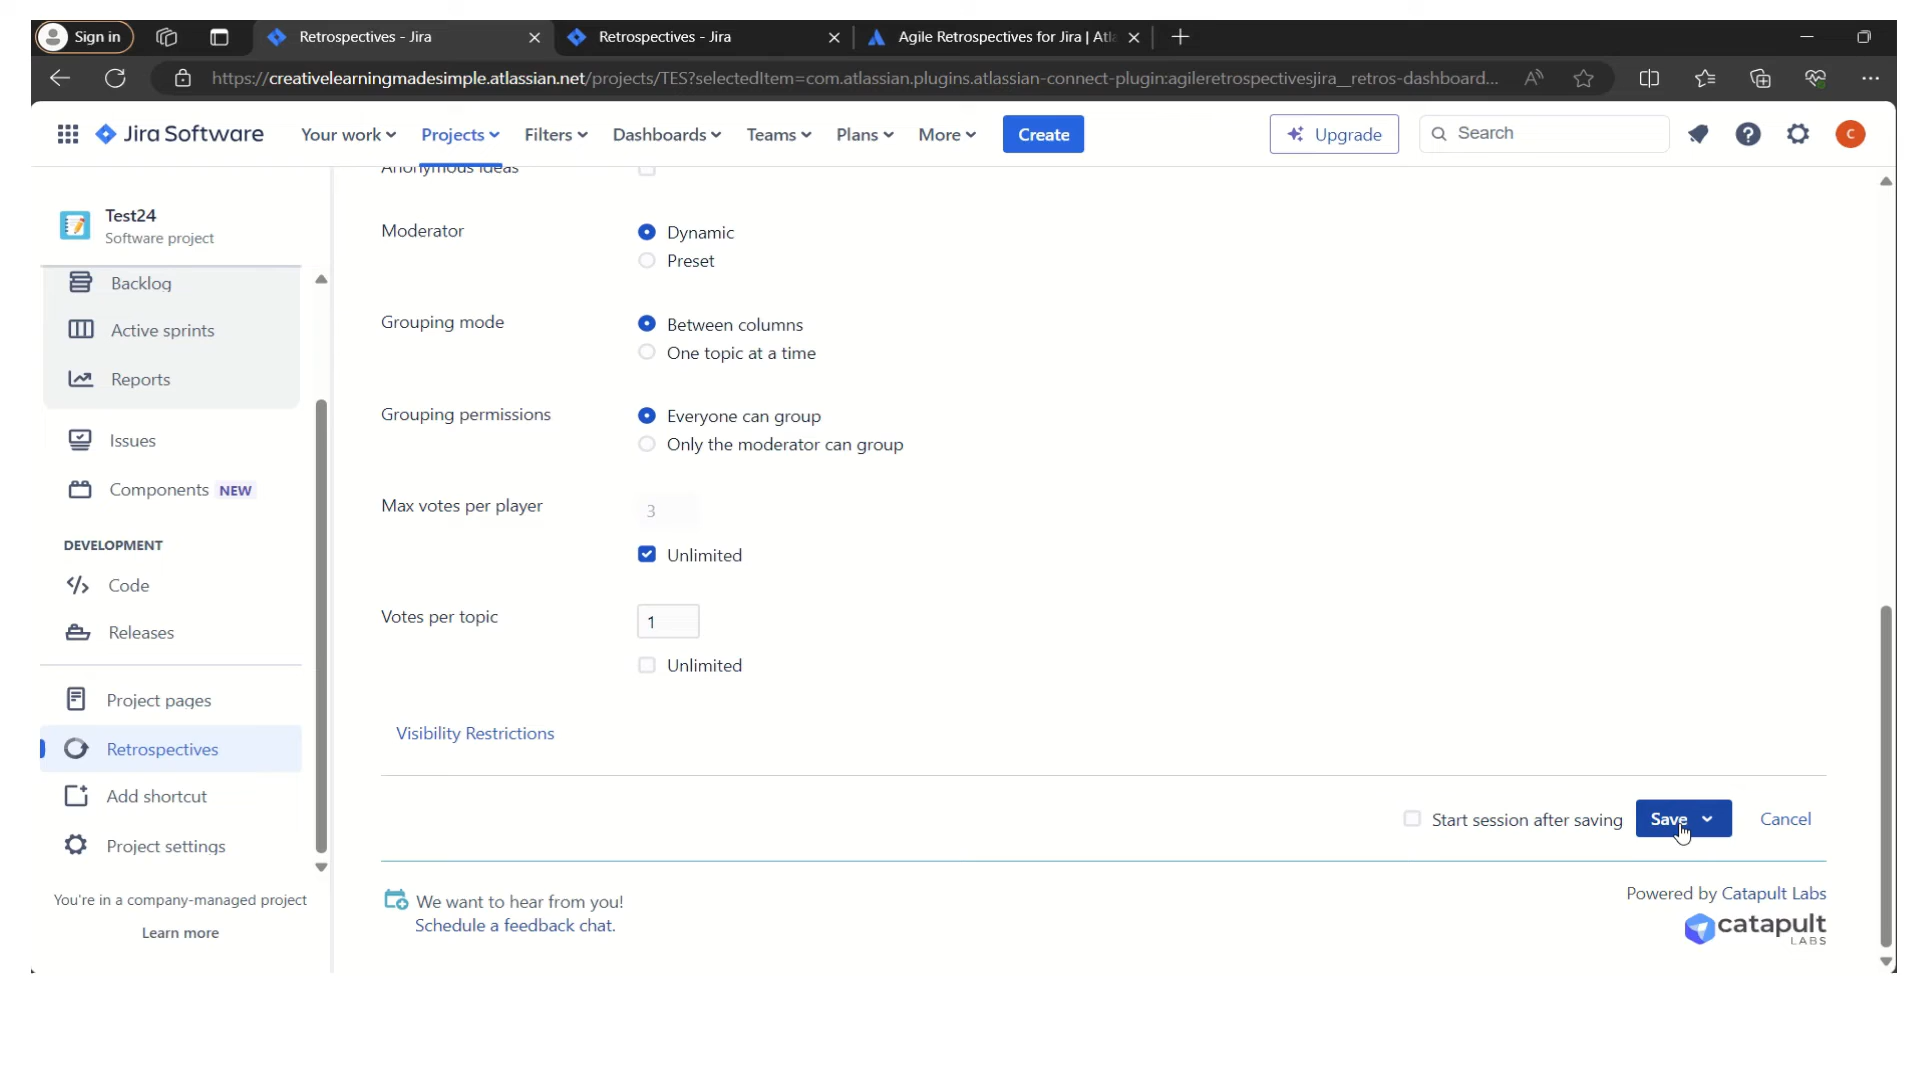 Sign in
Retrospectives - Jira
Retrospectives - Jira
Agile Retrospectives for Jira | Atl
https://creativelearningmadesimple.atlassian.net/projects/TES?selectedItem=com.atlassian.plugins.atlassian-connect-plugin:agileretrospectivesjira__retros-dashboard...
Jira Software
Your work
Projects
Filters
Dashboards
Teams
Plans
More
Create
Upgrade
Search
C
Test24
Software project
Backlog
Active sprints
Reports
Issues
Components NEW
DEVELOPMENT
Code
Releases
Project pages
Retrospectives
Add shortcut
Project settings
You're in a company-managed project
Learn more
Anonymous ideas
Moderator
Dynamic
Preset
Grouping mode
Between columns
One topic at a time
Grouping permissions
Everyone can group
Only the moderator can group
Max votes per player
3
Unlimited
Votes per topic
1
Unlimited
Visibility Restrictions
Start session after saving
Save
Cancel
We want to hear from you!
Schedule a feedback chat.
Powered by Catapult Labs
catapult
LABS